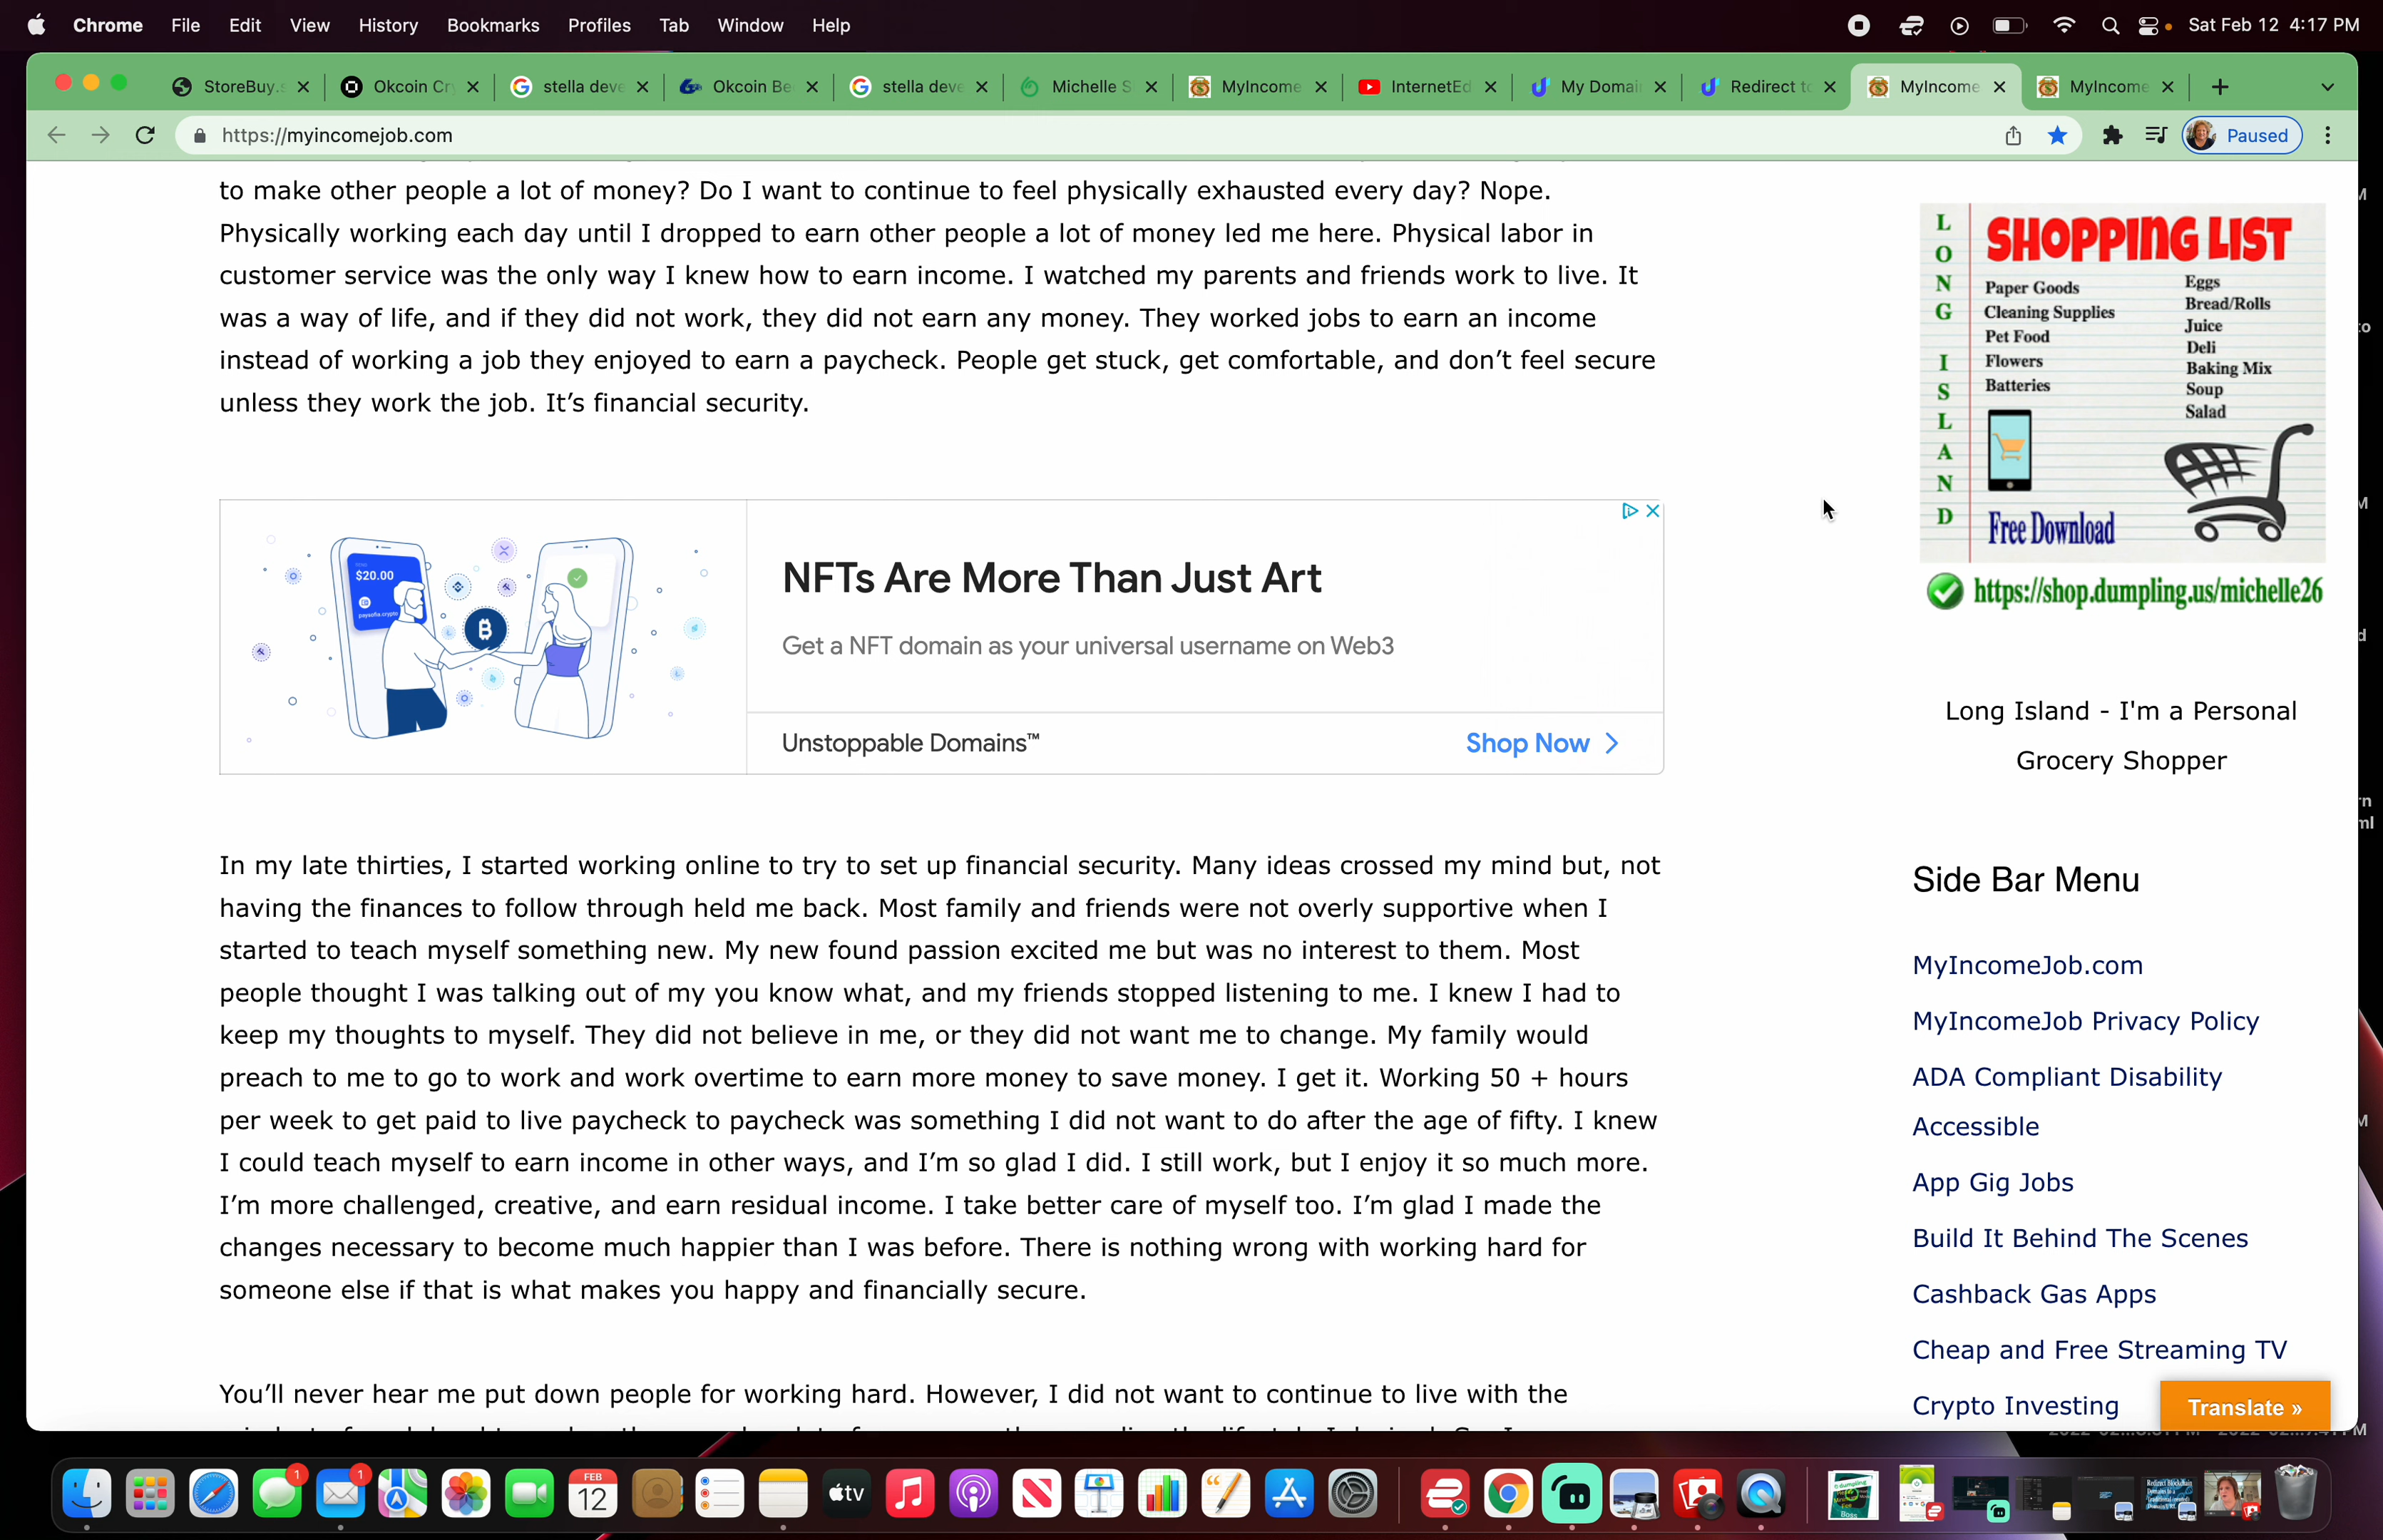 Chrome File Edit View History Bookmarks Profiles Tab Window Help Sat Feb 12 4:17 PM
StoreBuy. Okcoin Cr stella deve Okcoin Be stella deve Michelle S MyIncome InternetEd My Domai Redirect to MyIncome MyIncome
https://myincomejob.com Paused
to make other people a lot of money? Do I want to continue to feel physically exhausted every day? Nope.
Physically working each day until I dropped to earn other people a lot of money led me here. Physical labor in
customer service was the only way I knew how to earn income. I watched my parents and friends work to live. It
was a way of life, and if they did not work, they did not earn any money. They worked jobs to earn an income
instead of working a job they enjoyed to earn a paycheck. People get stuck, get comfortable, and don’t feel secure
unless they work the job. It’s financial security.
$20.00
NFTs Are More Than Just Art
Get a NFT domain as your universal username on Web3
Unstoppable Domains™ Shop Now
In my late thirties, I started working online to try to set up financial security. Many ideas crossed my mind but, not
having the finances to follow through held me back. Most family and friends were not overly supportive when I
started to teach myself something new. My new found passion excited me but was no interest to them. Most
people thought I was talking out of my you know what, and my friends stopped listening to me. I knew I had to
keep my thoughts to myself. They did not believe in me, or they did not want me to change. My family would
preach to me to go to work and work overtime to earn more money to save money. I get it. Working 50 + hours
per week to get paid to live paycheck to paycheck was something I did not want to do after the age of fifty. I knew
I could teach myself to earn income in other ways, and I’m so glad I did. I still work, but I enjoy it so much more.
I’m more challenged, creative, and earn residual income. I take better care of myself too. I’m glad I made the
changes necessary to become much happier than I was before. There is nothing wrong with working hard for
someone else if that is what makes you happy and financially secure.
You’ll never hear me put down people for working hard. However, I did not want to continue to live with the
LONG ISLAND
SHOPPING LIST
Paper Goods
Cleaning Supplies
Pet Food
Flowers
Batteries
Eggs
Bread/Rolls
Juice
Deli
Baking Mix
Soup
Salad
Free Download
https://shop.dumpling.us/michelle26
Long Island - I'm a Personal
Grocery Shopper
Side Bar Menu
MyIncomeJob.com
MyIncomeJob Privacy Policy
ADA Compliant Disability
Accessible
App Gig Jobs
Build It Behind The Scenes
Cashback Gas Apps
Cheap and Free Streaming TV
Crypto Investing
Translate »
1
1
FEB
12
tv